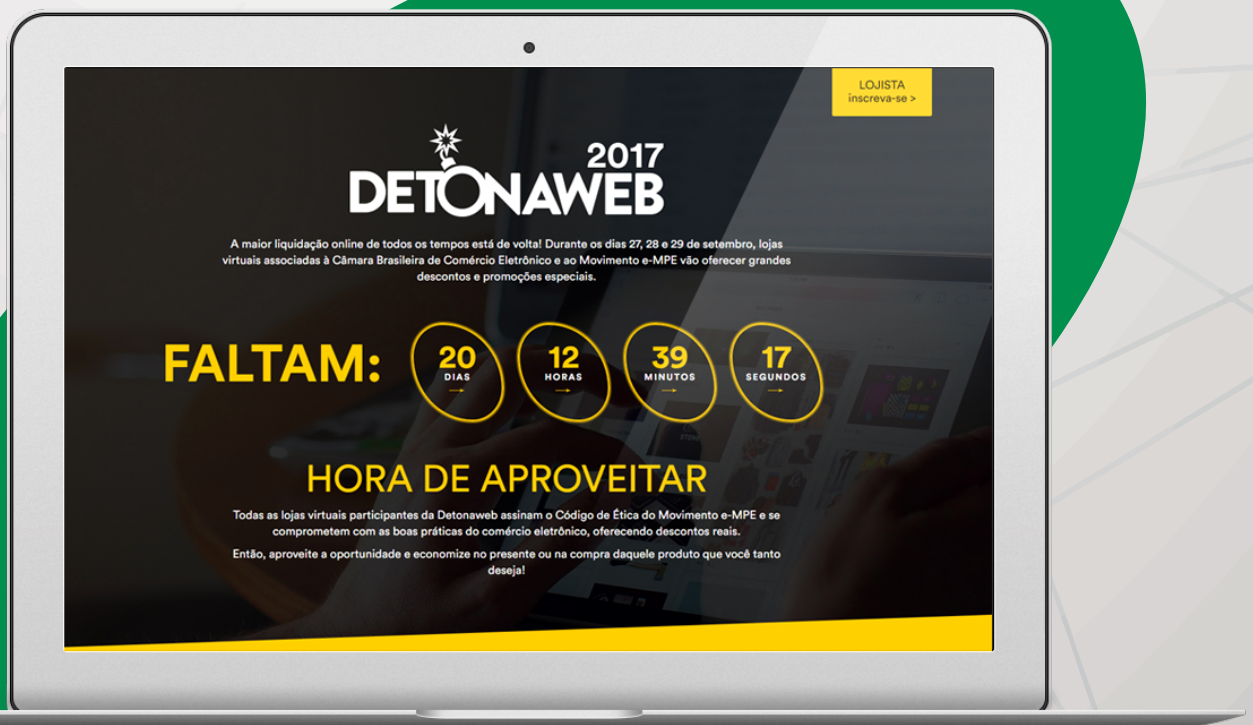 LOJISTA
inscreva-se >
2017
DETONAWEB
A maior liquidação online de todos os tempos está de volta! Durante os dias 27, 28 e 29 de setembro, lojas
virtuais associadas à Câmara Brasileira de Comércio Eletrônico e ao Movimento e-MPE vão oferecer grandes
descontos e promoções especiais.
FALTAM:
20 12 39 17
DIAS HORAS MINUTOS SEGUNDOS
HORA DE APROVEITAR
Todas as lojas virtuais participantes da Detonaweb assinam o Código de Ética do Movimento e-MPE e se
comprometem com as boas práticas do comércio eletrônico, oferecendo descontos reais.
Então, aproveite a oportunidade e economize no presente ou na compra daquele produto que você tanto
deseja!